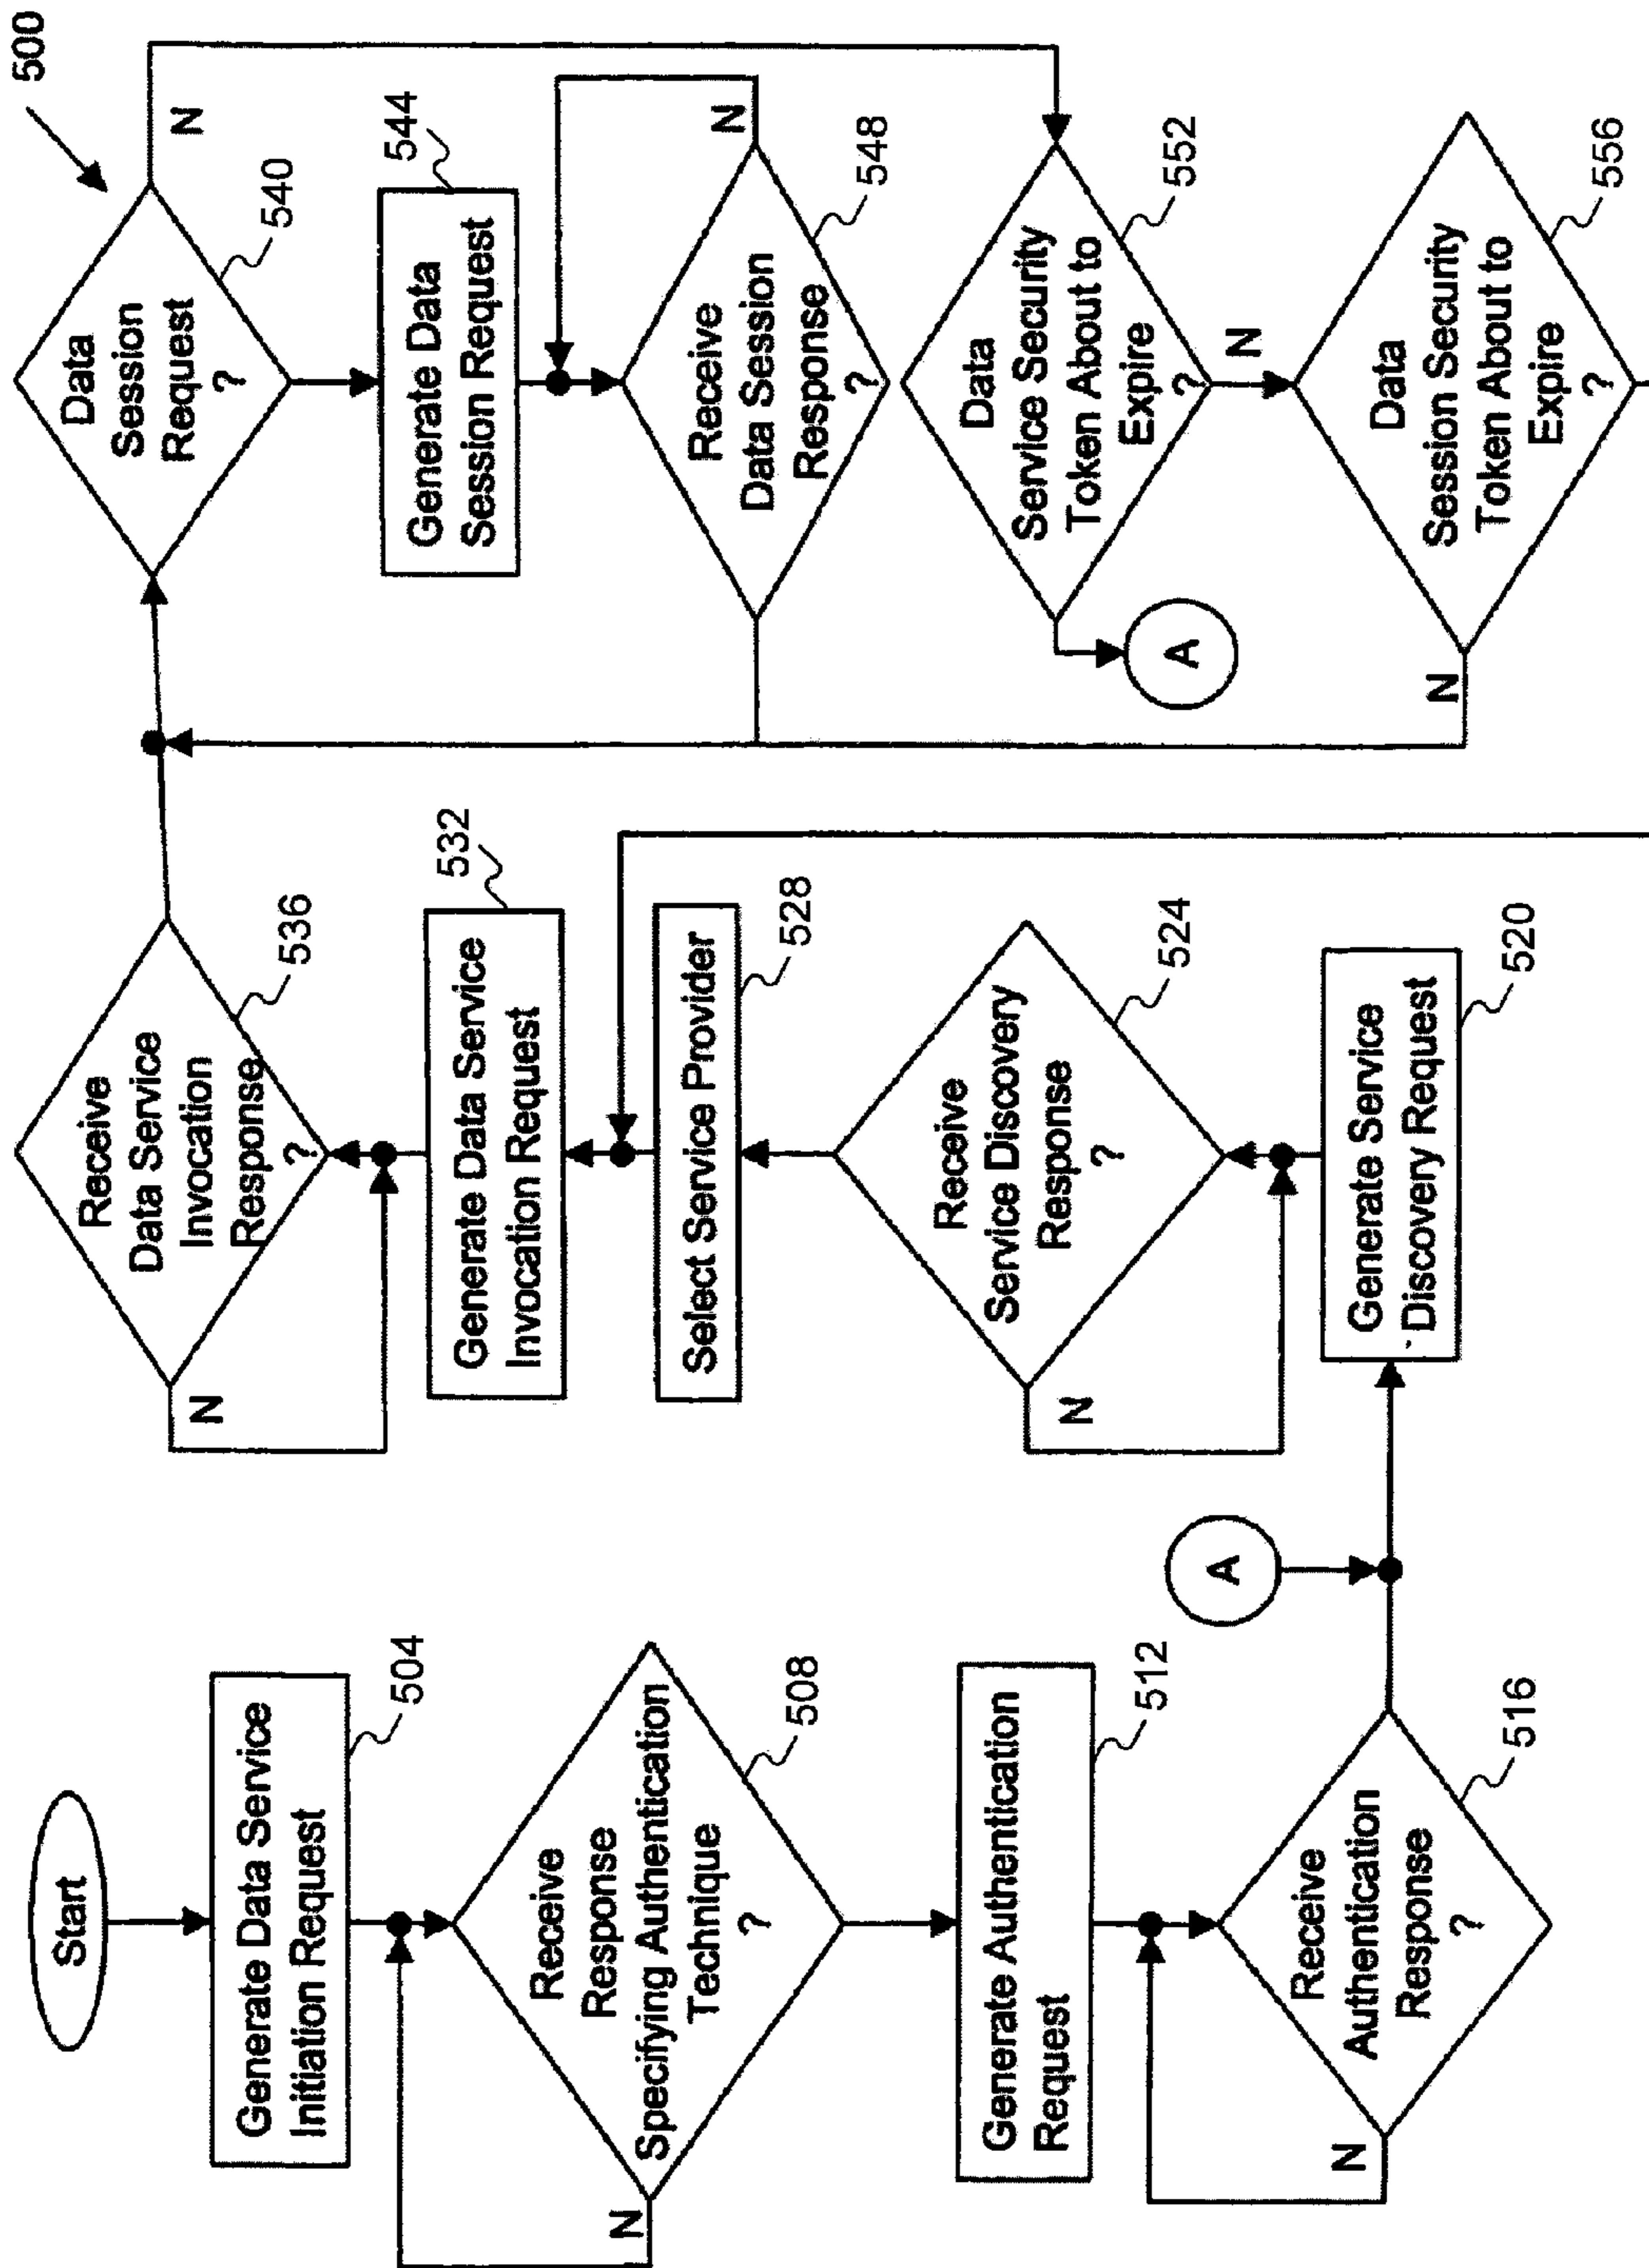 500
Start
Generate Data Service
Initiation Request
504
Receive
Response
Specifying Authentication
Technique
?
508
N
Generate Authentication
Request
512
Receive
Authentication
Response
?
516
N
A
Generate Service
Discovery Request
520
Receive
Service Discovery
Response
?
524
N
Select Service Provider
528
Generate Data Service
Invocation Request
532
Receive
Data Service
Invocation
Response
?
536
N
Data
Session
Request
?
540
N
Generate Data
Session Request
544
Receive
Data Session
Response
?
548
N
Data
Service Security
Token About to
Expire
?
552
N
A
Data
Session Security
Token About to
Expire
?
556
N